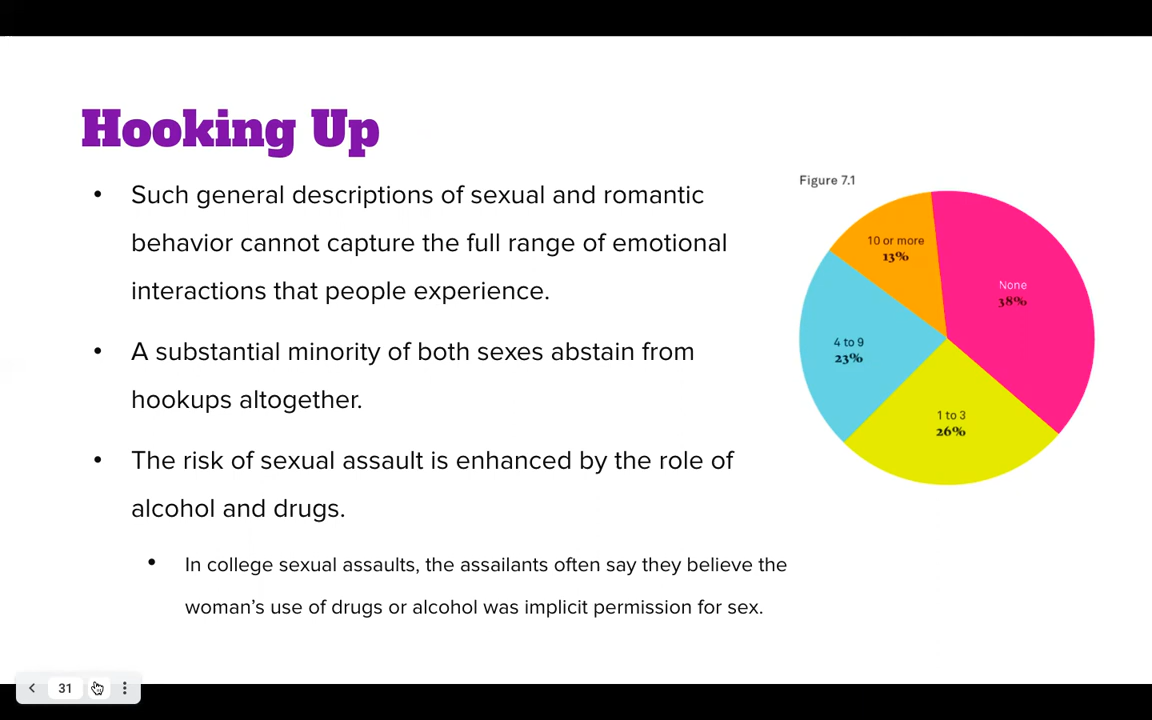 Hooking Up
• Such general descriptions of sexual and romantic
behavior cannot capture the full range of emotional
interactions that people experience.
• A substantial minority of both sexes abstain from
hookups altogether.
• The risk of sexual assault is enhanced by the role of
alcohol and drugs.
• In college sexual assaults, the assailants often say they believe the
woman’s use of drugs or alcohol was implicit permission for sex.
Figure 7.1
10 or more
13%
None
38%
4 to 9
23%
1 to 3
26%
31